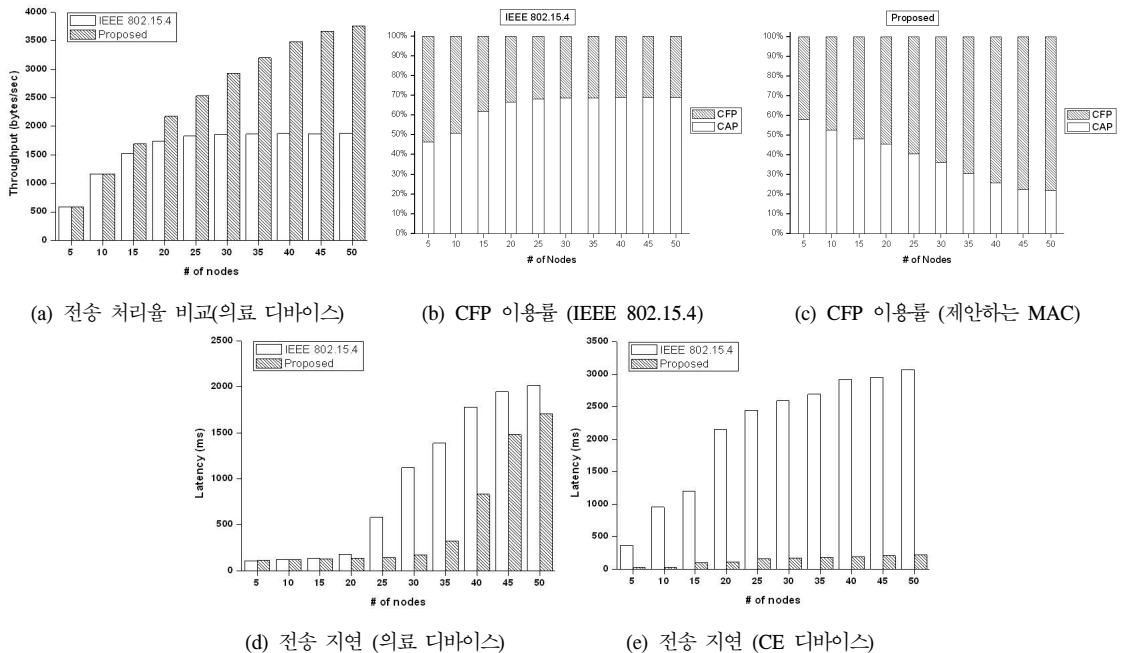 IEEE 802.15.4
Proposed
Throughput (bytes/sec)
4000
3500
3000
2500
2000
1500
1000
500
0
5 10 15 20 25 30 35 40 45 50
# of nodes
(a) 전송 처리율 비교(의료 디바이스)
IEEE 802.15.4
100%
90%
80%
70%
60%
50%
40%
30%
20%
10%
0%
5 10 15 20 25 30 35 40 45 50
# of Nodes
CFP
CAP
(b) CFP 이용률 (IEEE 802.15.4)
Proposed
100%
90%
80%
70%
60%
50%
40%
30%
20%
10%
0%
5 10 15 20 25 30 35 40 45 50
# of Nodes
CFP
CAP
(c) CFP 이용률 (제안하는 MAC)
IEEE 802.15.4
Proposed
Latency (ms)
2500
2000
1500
1000
500
0
5 10 15 20 25 30 35 40 45 50
# of nodes
(d) 전송 지연 (의료 디바이스)
IEEE 802.15.4
Proposed
Latency (ms)
3500
3000
2500
2000
1500
1000
500
0
5 10 15 20 25 30 35 40 45 50
# of nodes
(e) 전송 지연 (CE 디바이스)